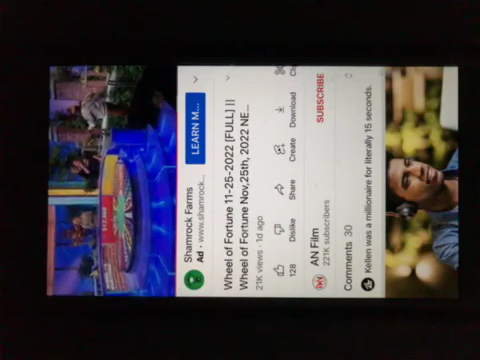 Shamrock Farms
Ad · www.shamrock...
LEARN M...
Wheel of Fortune 11-25-2022 [FULL] ||
Wheel of Fortune Nov,25th, 2022 NE...
21K views · 1d ago
128
Dislike
Share
Create
Download
Cli
AN Film
221K subscribers
SUBSCRIBE
Comments 30
Kellen was a millionaire for literally 15 seconds.